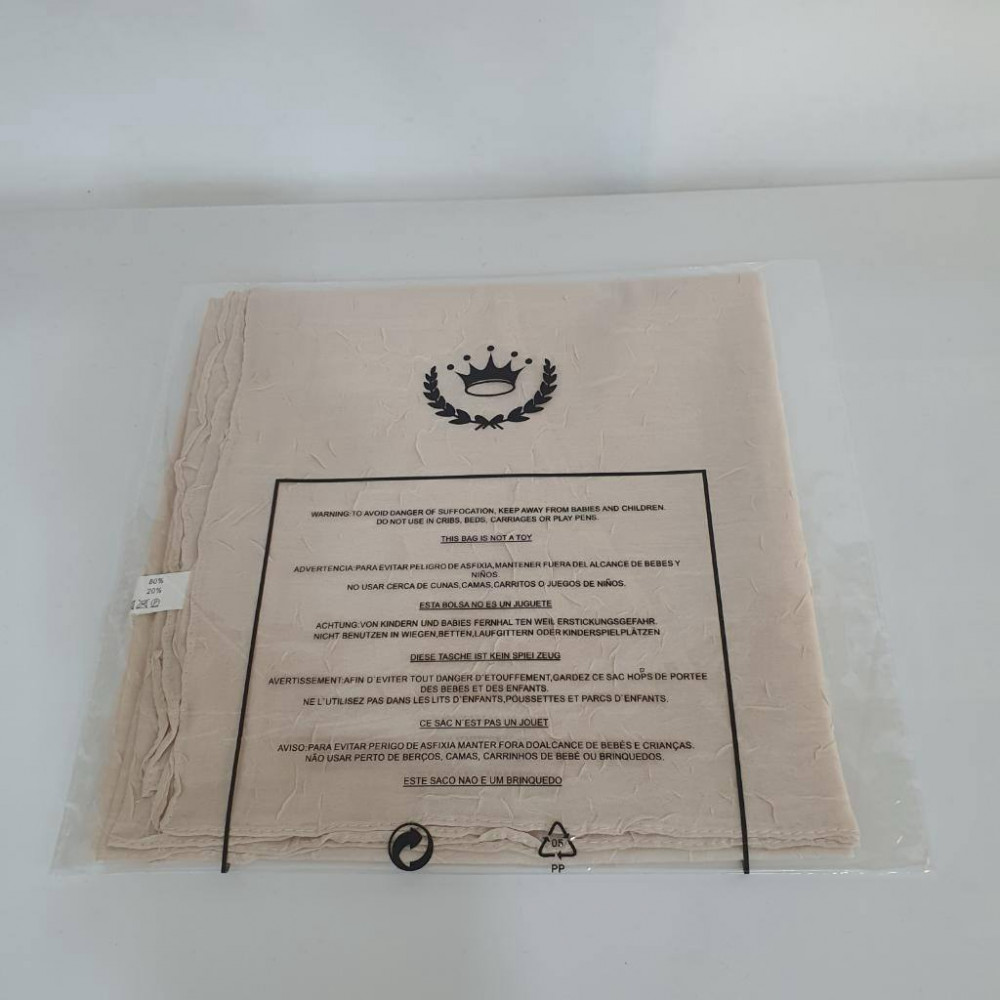 WARNING:TO AVOID DANGER OF SUFFOCATION, KEEP AWAY FROM BABIES AND CHILDREN.
DO NOT USE IN CRIBS, BEDS, CARRIAGES OR PLAY PENS.
THIS BAG IS NOT A TOY
ADVERTENCIA:PARA EVITAR PELIGRO DE ASFIXIA,MANTENER FUERA DEL ALCANCE DE BEBES Y
NIÑOS.
NO USAR CERCA DE CUNAS,CAMAS,CARRITOS O JUEGOS DE NIÑOS.
ESTA BOLSA NO ES UN JUGUETE
ACHTUNG:VON KINDERN UND BABIES FERNHAL TEN WEIL ERSTICKUNGSGEFAHR.
NICHT BENUTZEN IN WIEGEN,BETTEN,LAUFGITTERN ODER KINDERSPIELPLÄTZEN
DIESE TASCHE IST KEIN SPIEI ZEUG
AVERTISSEMENT:AFIN D'EVITER TOUT DANGER D'ETOUFFEMENT,GARDEZ CE SAC HOPS DE PORTEE
DES BEBES ET DES ENFANTS.
NE L'UTILISEZ PAS DANS LES LITS D'ENFANTS,POUSSETTES ET PARCS D'ENFANTS.
CE SAC N'EST PAS UN JOUET
AVISO:PARA EVITAR PERIGO DE ASFIXIA MANTER FORA DOALCANCE DE BEBÉS E CRIANÇAS.
NÃO USAR PERTO DE BERÇOS, CAMAS, CARRINHOS DE BEBÉ OU BRINQUEDOS.
ESTE SACO NAO E UM BRINQUEDO
80%
20%
05
PP